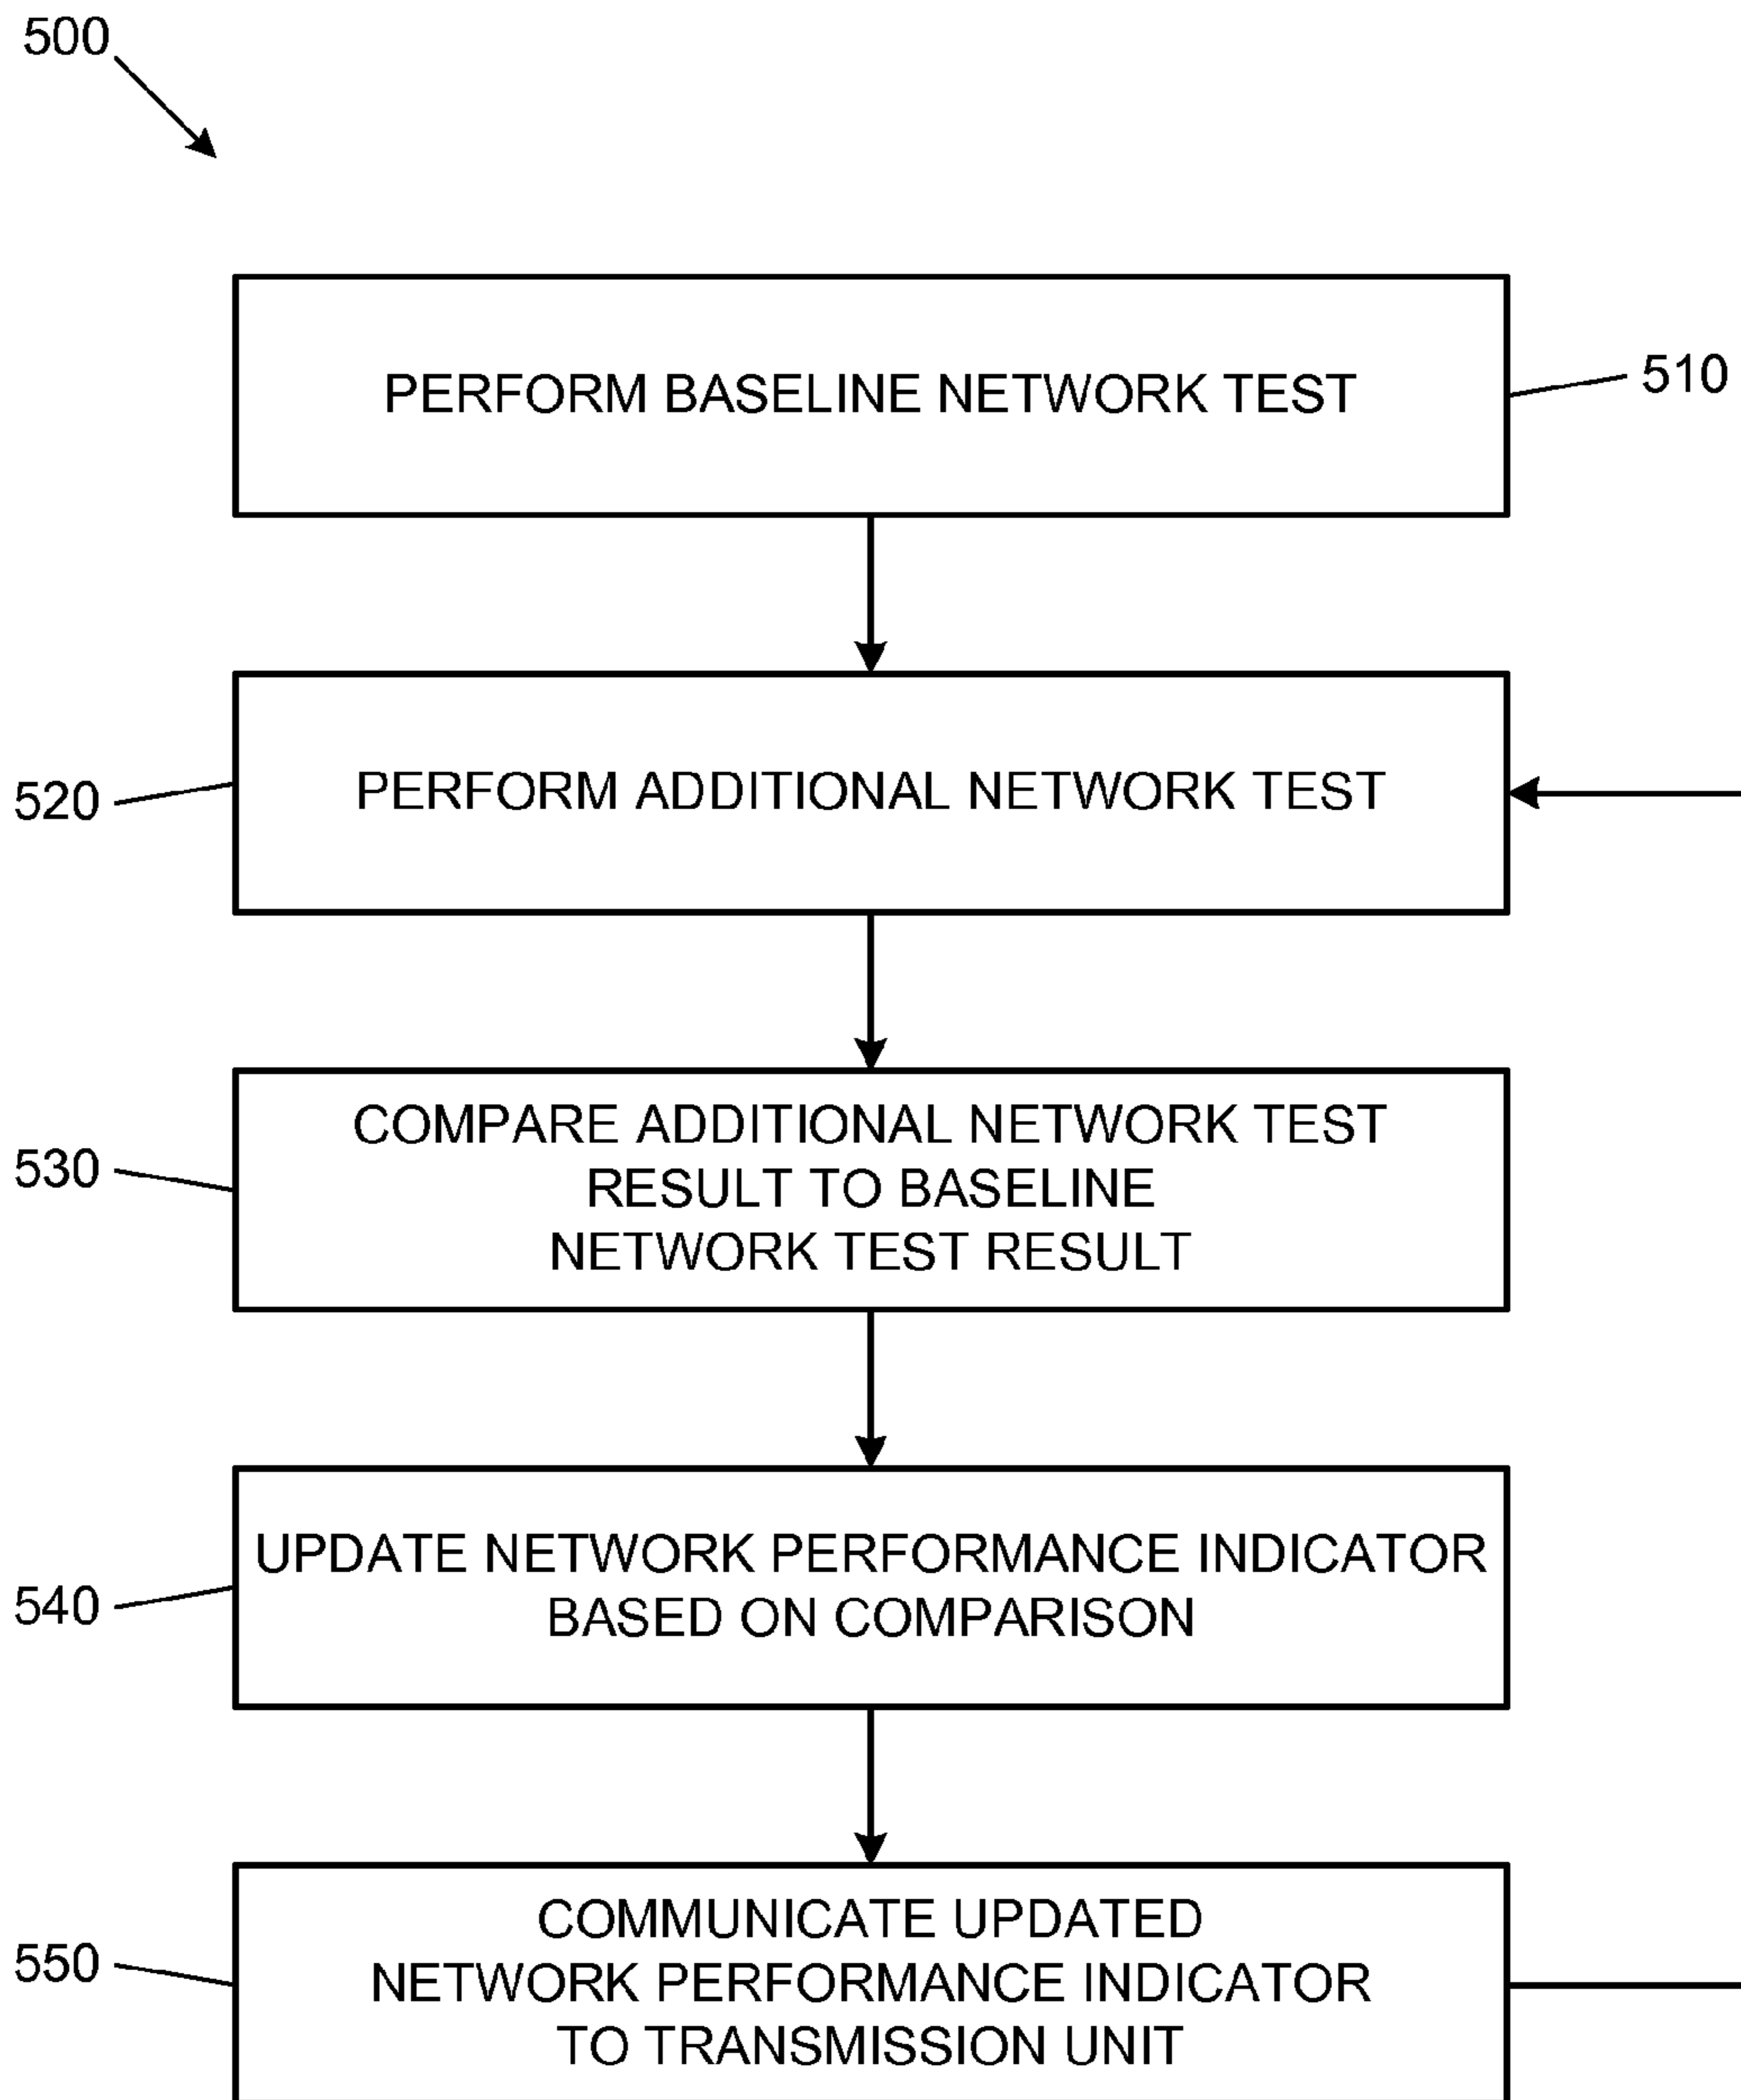 500
PERFORM BASELINE NETWORK TEST
510
PERFORM ADDITIONAL NETWORK TEST
520
COMPARE ADDITIONAL NETWORK TEST
RESULT TO BASELINE
NETWORK TEST RESULT
530
UPDATE NETWORK PERFORMANCE INDICATOR
BASED ON COMPARISON
540
COMMUNICATE UPDATED
NETWORK PERFORMANCE INDICATOR
TO TRANSMISSION UNIT
550